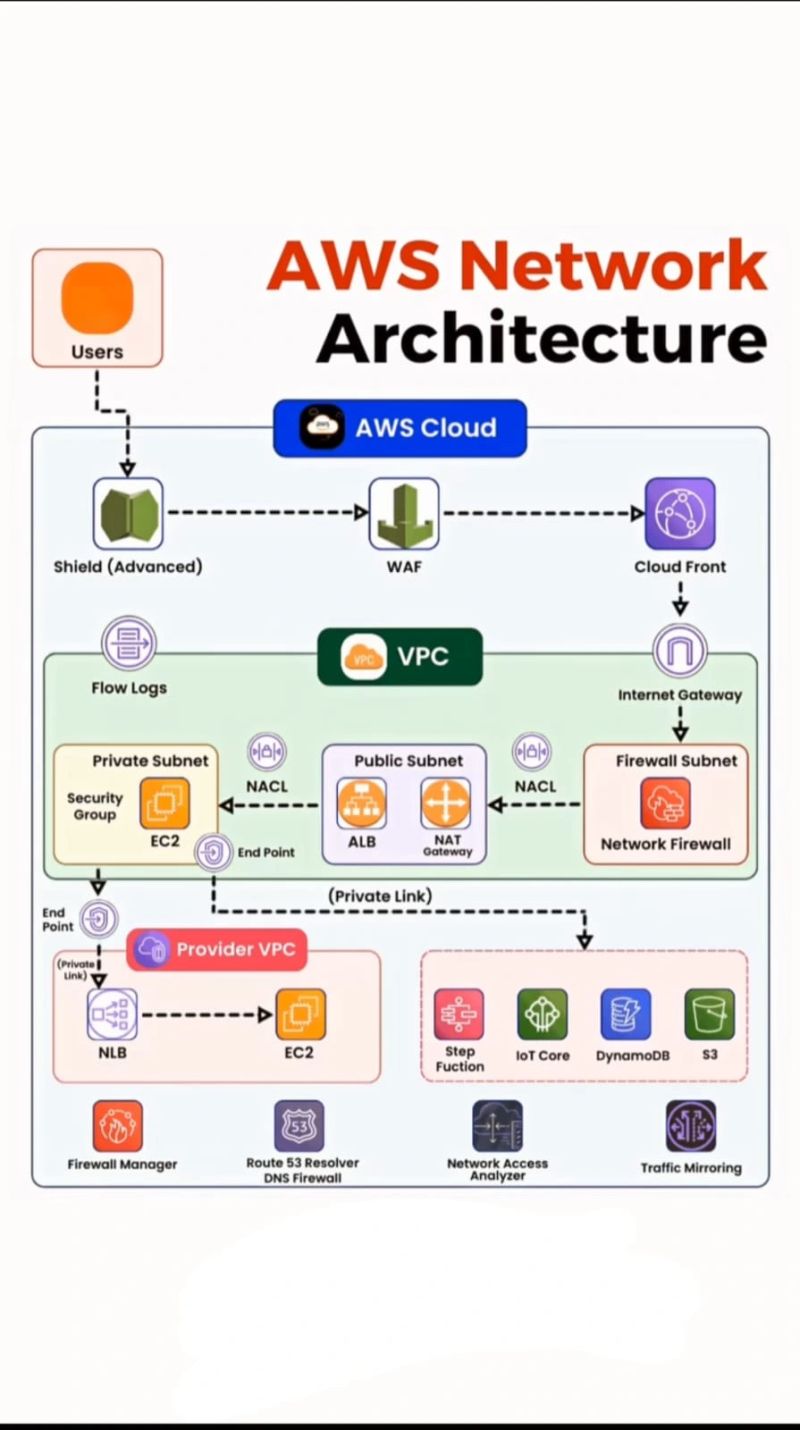 AWS Network
Architecture
Users
aws
AWS Cloud
Shield (Advanced)
WAF
Cloud Front
Flow Logs
VPC
VPC
Internet Gateway
Private Subnet
Security
Group
EC2
NACL
Public Subnet
ALB
NAT
Gateway
NACL
Firewall Subnet
Network Firewall
End Point
(Private Link)
End
Point
Provider VPC
(Private
Link)
NLB
EC2
Step
Fuction
IoT Core
DynamoDB
S3
Firewall Manager
53
Route 53 Resolver
DNS Firewall
Network Access
Analyzer
Traffic Mirroring